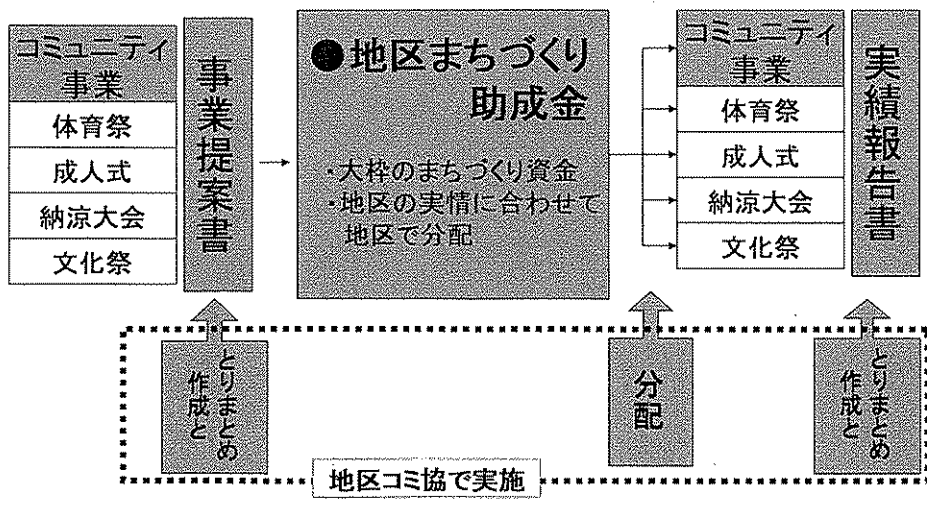 コミュニティ
事業
体育祭
成人式
納涼大会
文化祭
事業提案書
●地区まちづくり
助成金
・大枠のまちづくり資金
・地区の実情に合わせて
地区で分配
コミュニティ
事業
体育祭
成人式
納涼大会
文化祭
実績報告書
とりまとめ
作成と
分配
とりまとめ
作成と
地区コミ協で実施